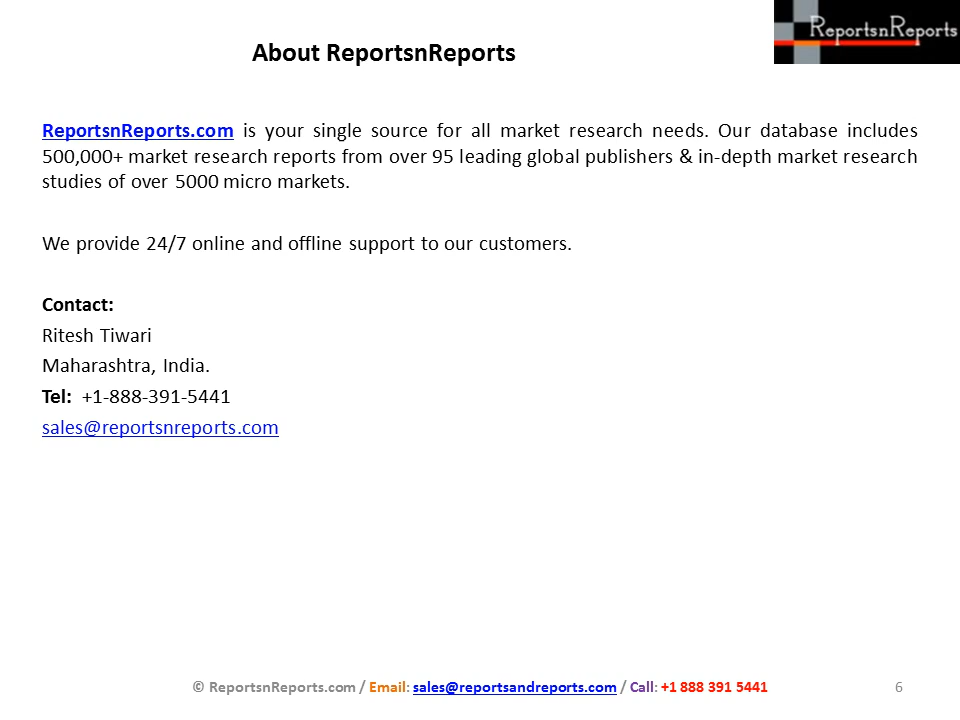 About ReportsnReports
ReportsnReports
ReportsnReports.com is your single source for all market research needs. Our database includes
500,000+ market research reports from over 95 leading global publishers & in-depth market research
studies of over 5000 micro markets.
We provide 24/7 online and offline support to our customers.
Contact:
Ritesh Tiwari
Maharashtra, India.
Tel: +1-888-391-5441
sales@reportsnreports.com
© ReportsnReports.com / Email: sales@reportsandreports.com / Call: +1 888 391 5441
6